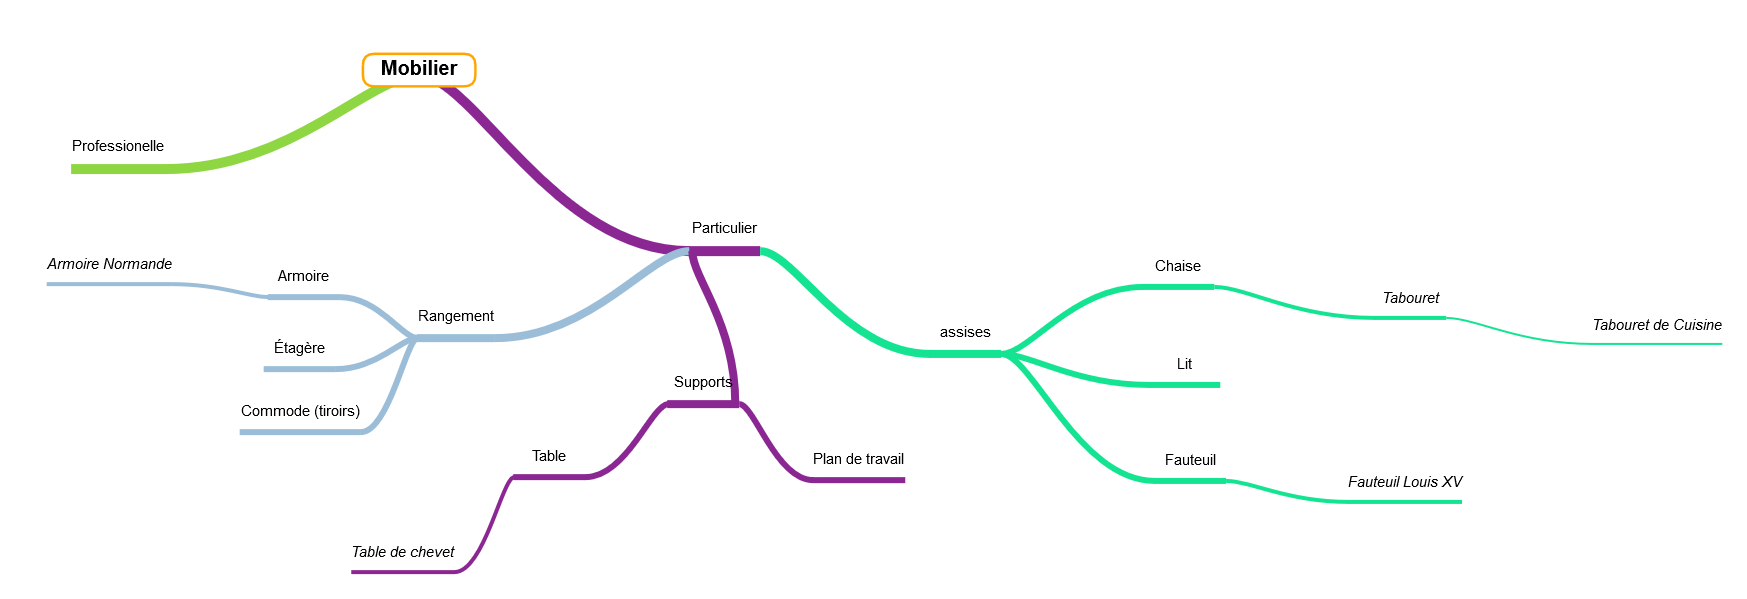 Mobilier
Professionelle
Particulier
Rangement
Armoire
Armoire Normande
Étagère
Commode (tiroirs)
Supports
Table
Table de chevet
Plan de travail
assises
Chaise
Tabouret
Tabouret de Cuisine
Lit
Fauteuil
Fauteuil Louis XV